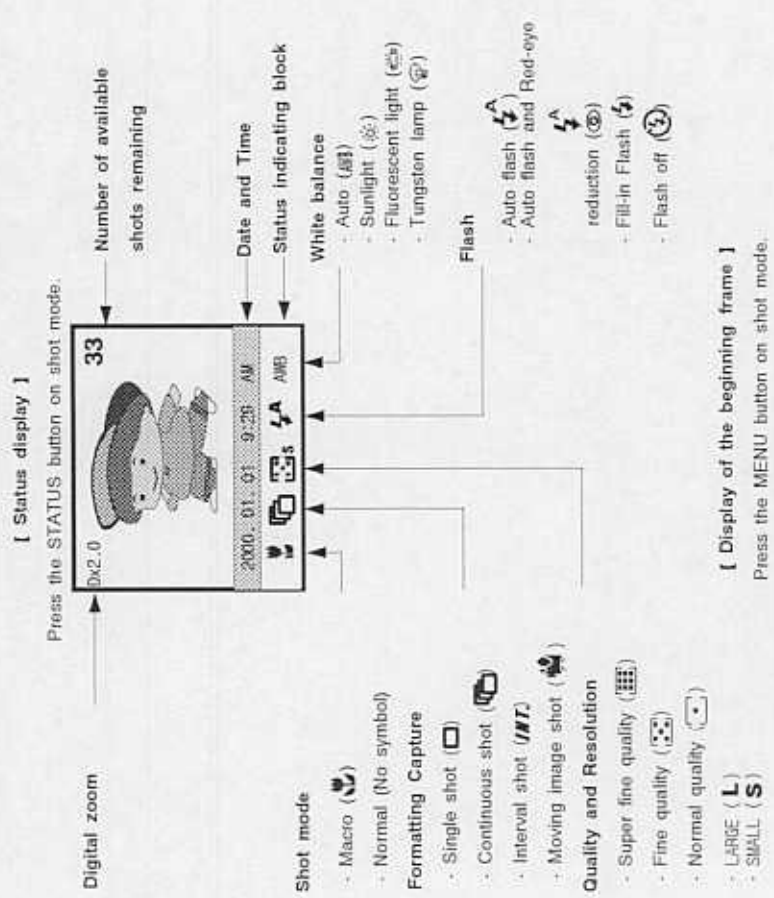 [ Status display ]
Press the STATUS button on shot mode.
Digital zoom
Number of available
shots remaining
Dx2.0
33
2000. 01. 01 9:29 AM
S A AWB
Date and Time
Status indicating block
Shot mode
- Macro ( )
- Normal (No symbol)
Formatting Capture
- Single shot ( )
- Continuous shot ( )
- Interval shot (INT.)
- Moving image shot ( )
Quality and Resolution
- Super fine quality ( )
- Fine quality ( )
- Normal quality ( )
- LARGE ( L )
- SMALL ( S )
White balance
- Auto (AWB)
- Sunlight ( )
- Fluorescent light ( )
- Tungsten lamp ( )
Flash
- Auto flash ( A )
- Auto flash and Red-eye
A
reduction ( )
- Fill-in Flash ( )
- Flash off ( )
[ Display of the beginning frame ]
Press the MENU button on shot mode.